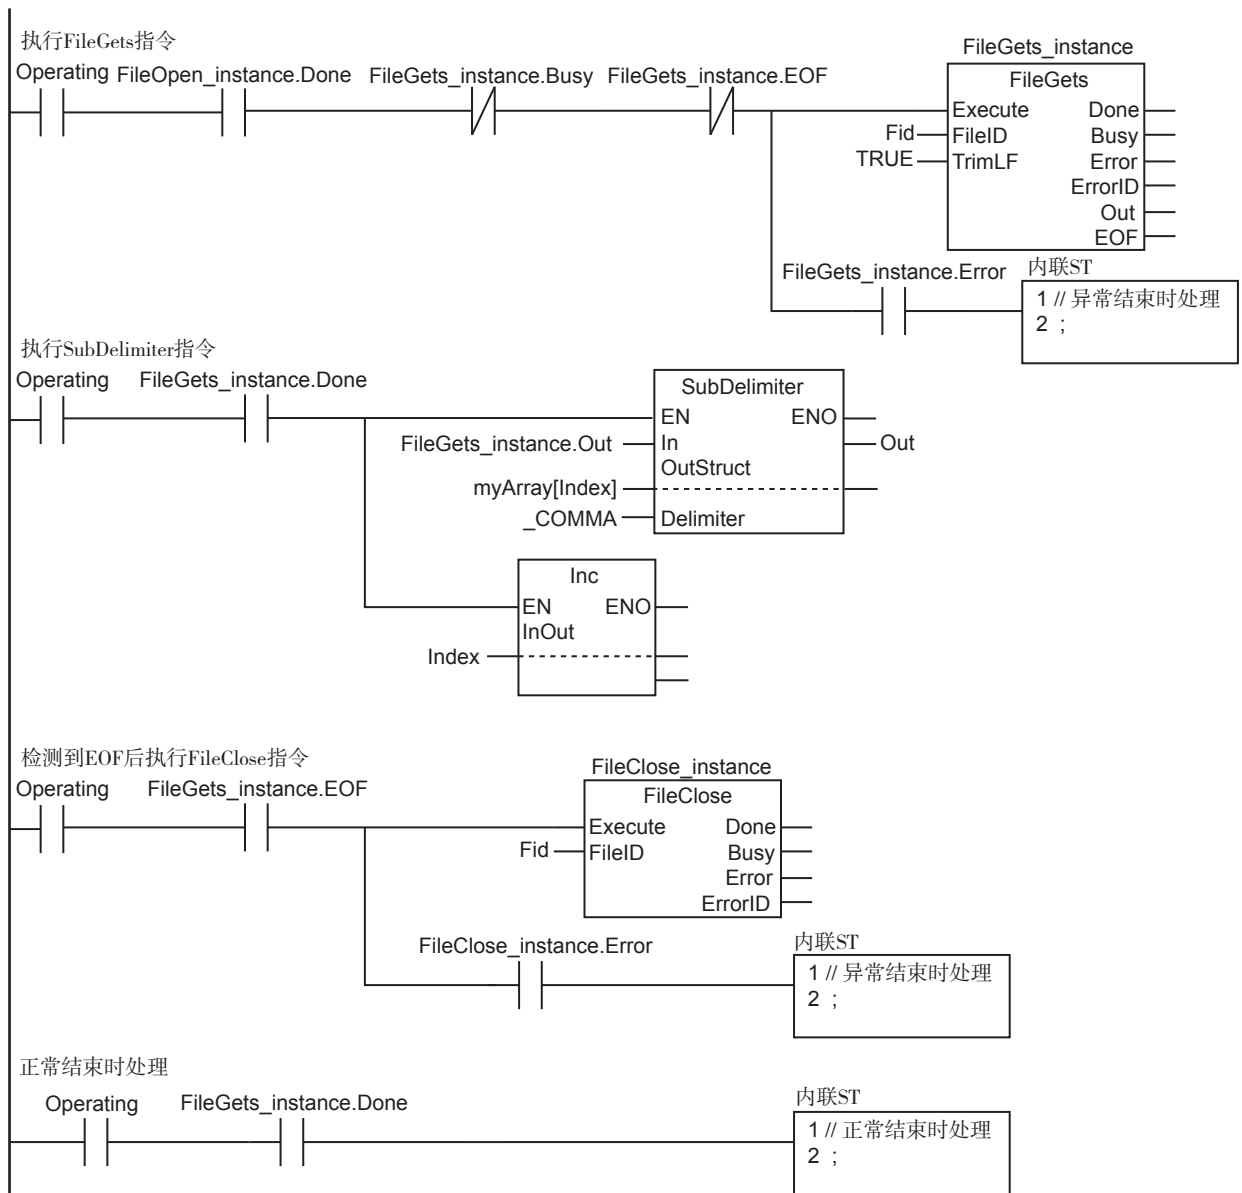 执行FileGets指令
Operating FileOpen_instance.Done FileGets_instance.Busy FileGets_instance.EOF
FileGets_instance
FileGets
Execute Done
Fid FileID Busy
TRUE TrimLF Error
ErrorID
Out
EOF
FileGets_instance.Error
内联ST
1 // 异常结束时处理
2 ;
执行SubDelimiter指令
Operating FileGets_instance.Done
SubDelimiter
EN ENO
FileGets_instance.Out In Out
OutStruct
myArray[Index]
_COMMA Delimiter
Inc
EN ENO
InOut
Index
检测到EOF后执行FileClose指令
Operating FileGets_instance.EOF
FileClose_instance
FileClose
Execute Done
Fid FileID Busy
Error
ErrorID
FileClose_instance.Error
内联ST
1 // 异常结束时处理
2 ;
正常结束时处理
Operating FileGets_instance.Done
内联ST
1 // 正常结束时处理
2 ;